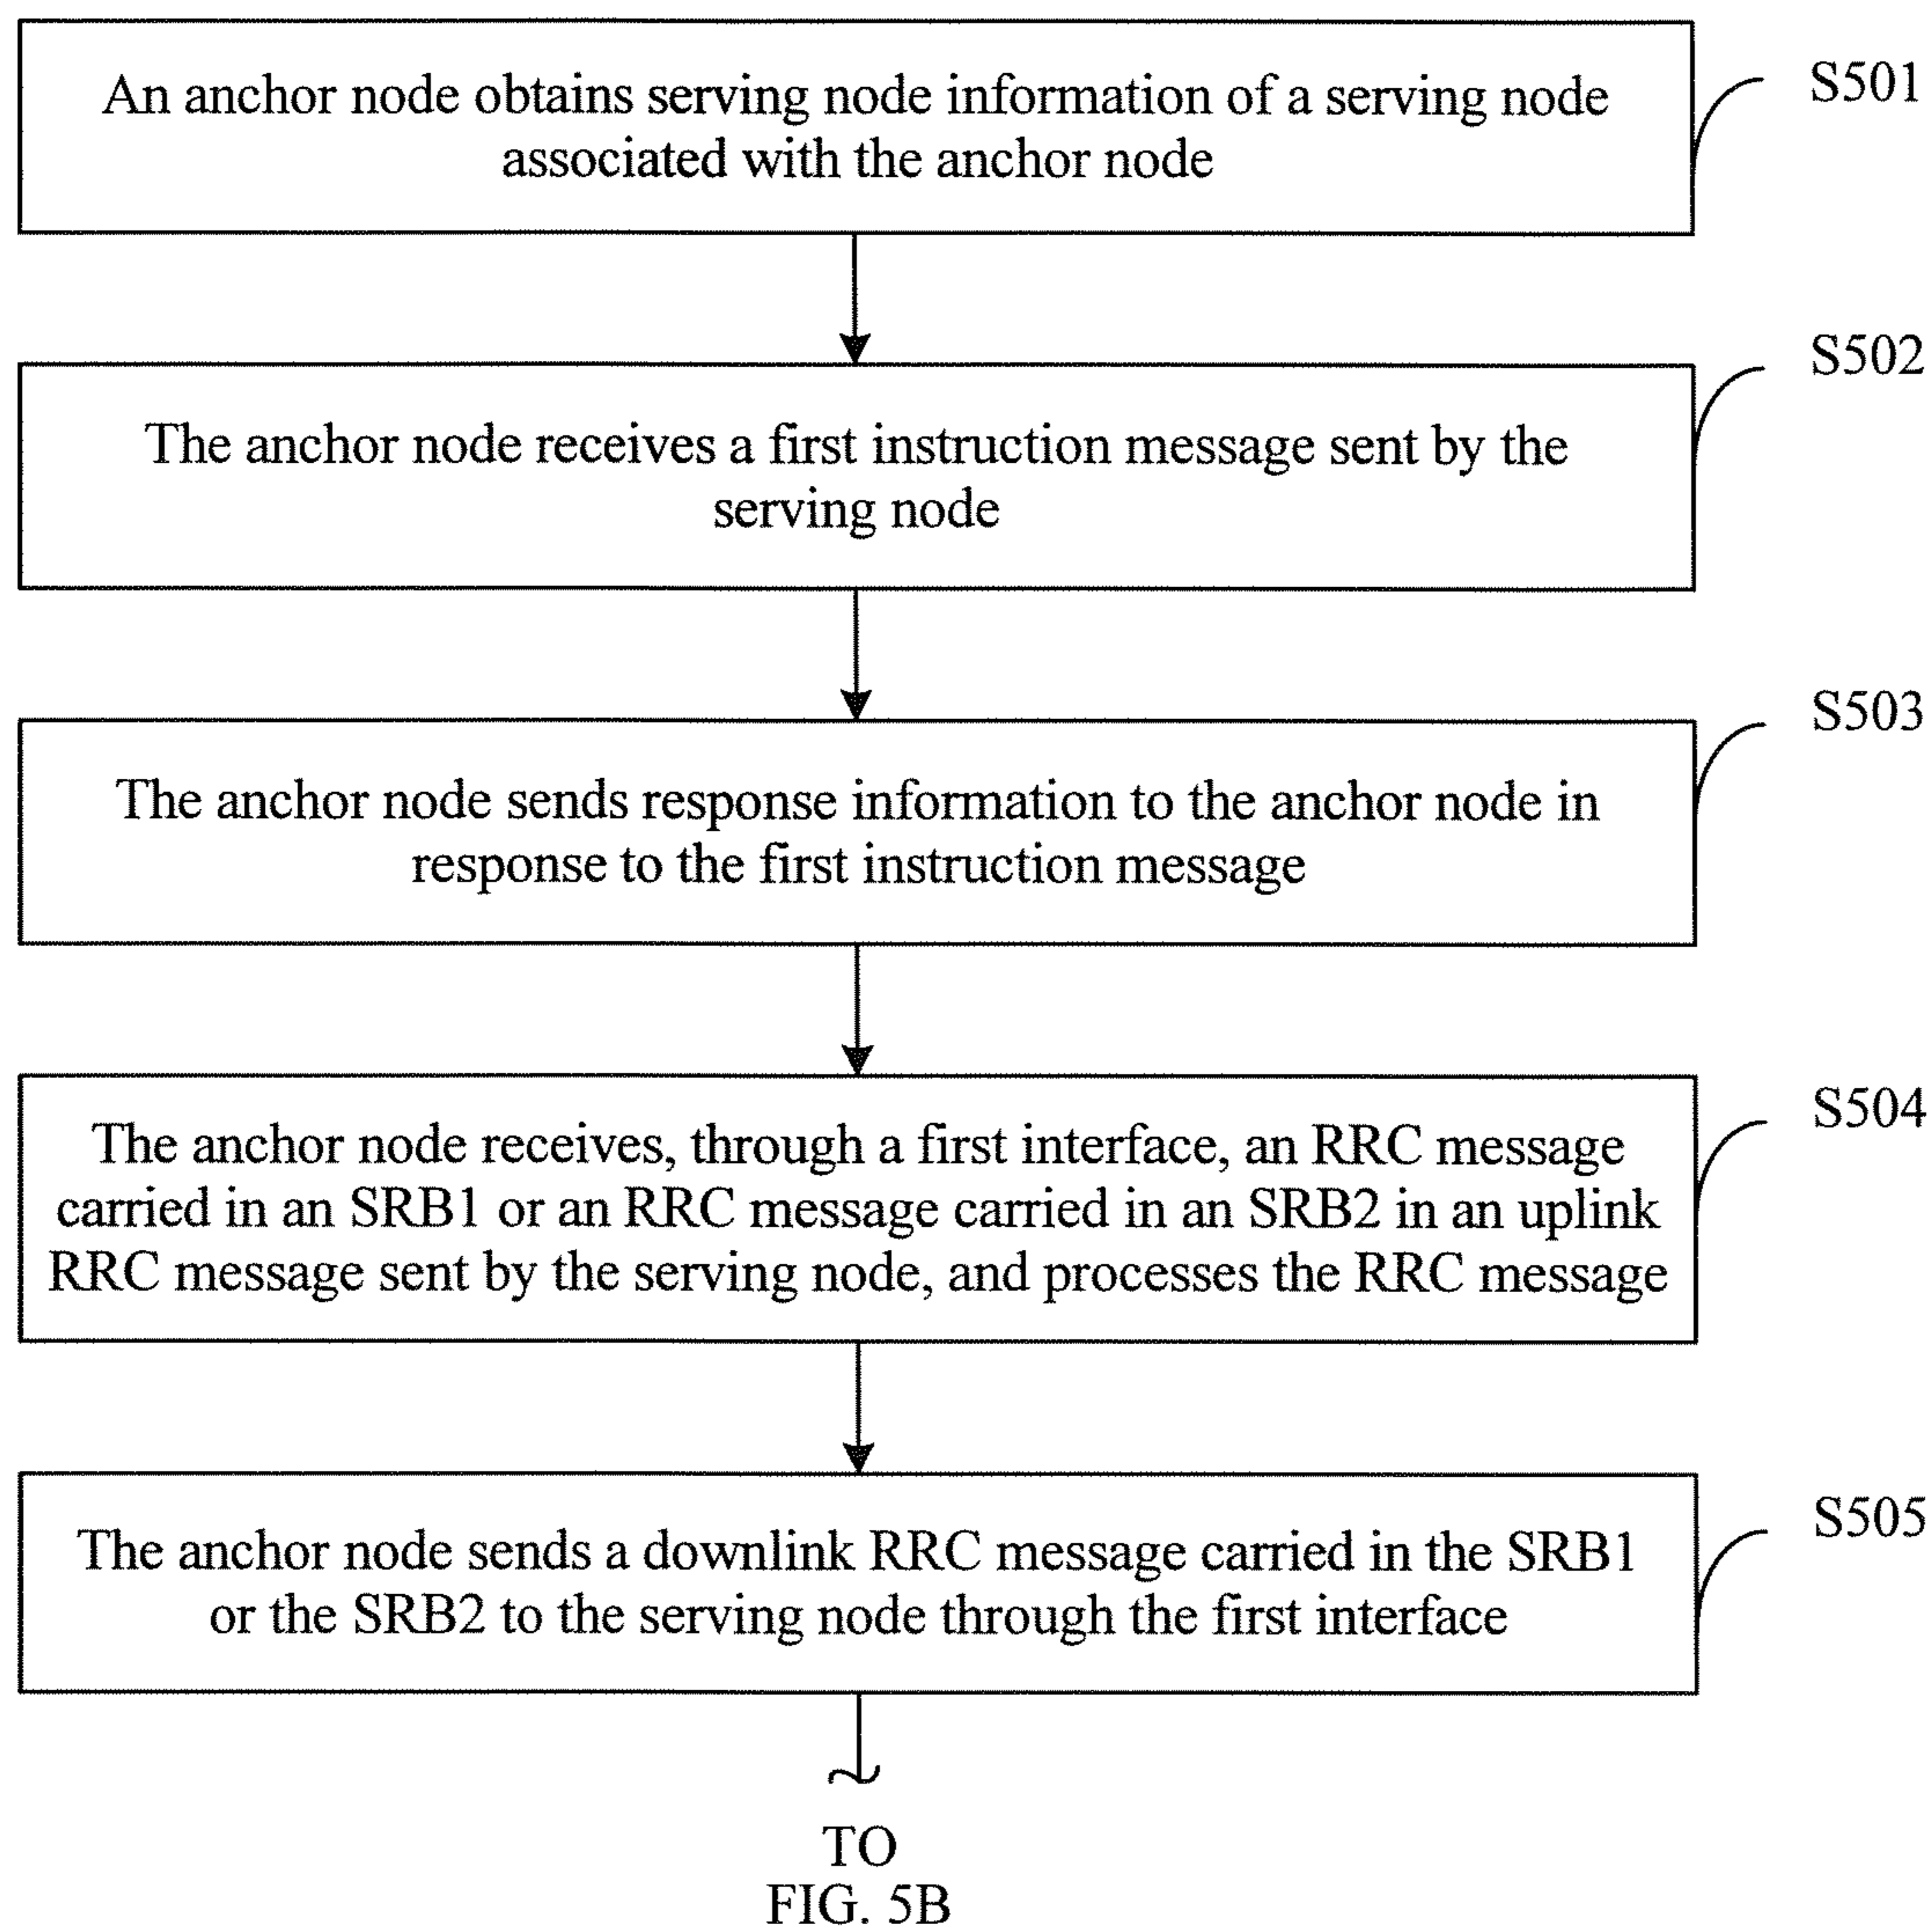 An anchor node obtains serving node information of a serving node
associated with the anchor node
S501
The anchor node receives a first instruction message sent by the
serving node
S502
The anchor node sends response information to the anchor node in
response to the first instruction message
S503
The anchor node receives, through a first interface, an RRC message
carried in an SRB1 or an RRC message carried in an SRB2 in an uplink
RRC message sent by the serving node, and processes the RRC message
S504
The anchor node sends a downlink RRC message carried in the SRB1
or the SRB2 to the serving node through the first interface
S505
TO
FIG. 5B